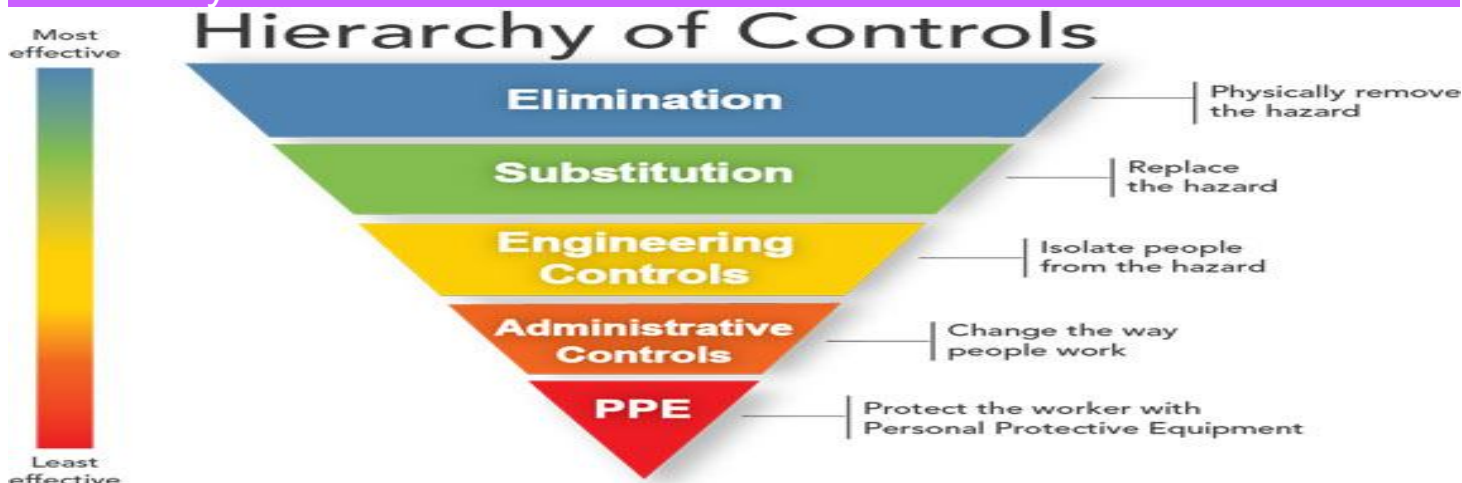 Hierarchy of Controls
Most
effective
Elimination
Physically remove
the hazard
Substitution
Replace
the hazard
Engineering
Controls
Isolate people
from the hazard
Administrative
Controls
Change the way
people work
PPE
Protect the worker with
Personal Protective Equipment
Least
effective